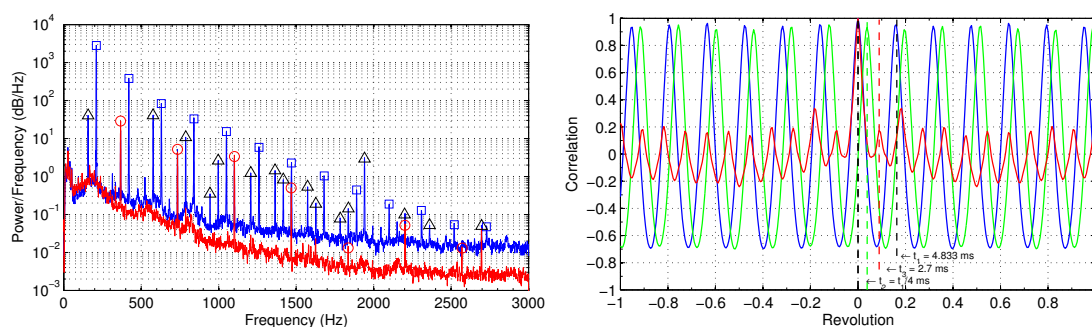 10^4
10^3
10^2
10^1
10^0
10^-1
10^-2
10^-3
0 500 1000 1500 2000 2500 3000
Power/Frequency (dB/Hz)
Frequency (Hz)
1
0.8
0.6
0.4
0.2
0
−0.2
−0.4
−0.6
−0.8
−1
−1 −0.8 −0.6 −0.4 −0.2 0 0.2 0.4 0.6 0.8
Correlation
Revolution
← t_1 = 4.833 ms
← t_3 = 2.7 ms
← t_2 = t_1/4 ms